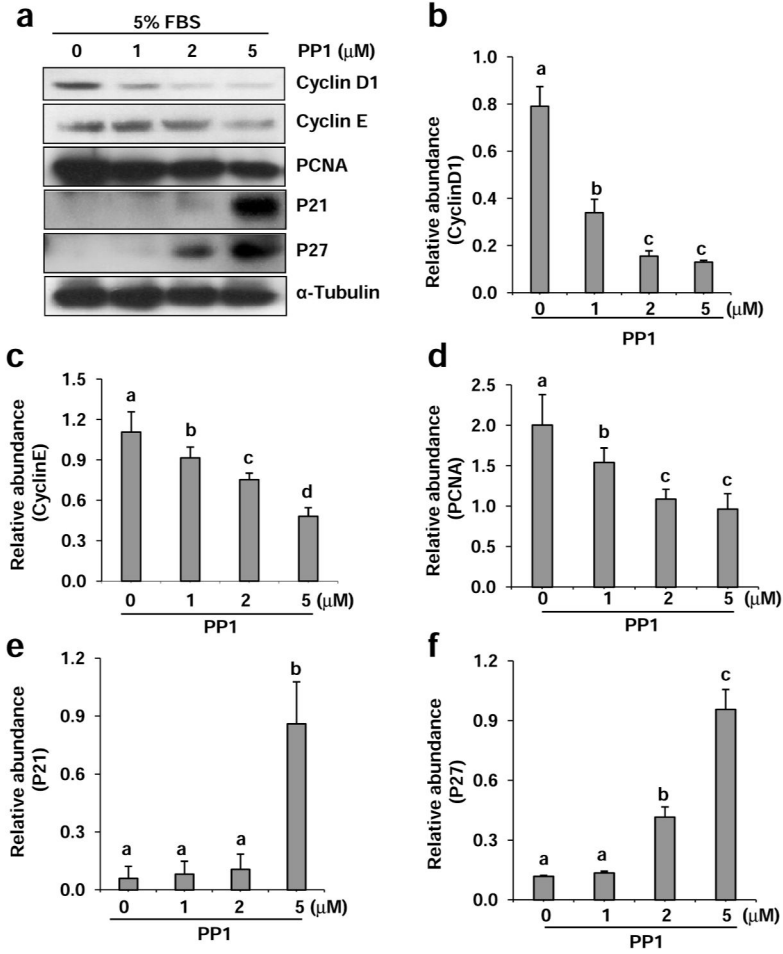 a
5% FBS
0 1 2 5 PP1 (μM)
Cyclin D1
Cyclin E
PCNA
P21
P27
α-Tubulin
b
Relative abundance
(CyclinD1)
1.0
0.8
0.6
0.4
0.2
0.0
a
b
c
c
0 1 2 5 (μM)
PP1
c
Relative abundance
(CyclinE)
1.5
1.2
0.9
0.6
0.3
0.0
a
b
c
d
0 1 2 5 (μM)
PP1
d
Relative abundance
(PCNA)
2.5
2.0
1.5
1.0
0.5
0.0
a
b
c
c
0 1 2 5 (μM)
PP1
e
Relative abundance
(P21)
1.2
0.9
0.6
0.3
0.0
a
a
a
b
0 1 2 5 (μM)
PP1
f
Relative abundance
(P27)
1.2
0.9
0.6
0.3
0.0
a
a
b
c
0 1 2 5 (μM)
PP1